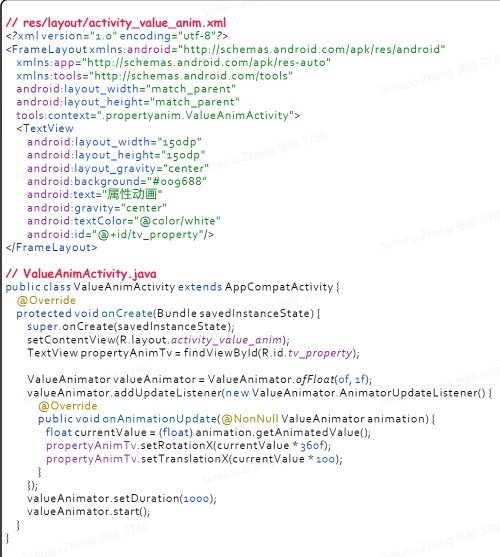 // res/layout/activity_value_anim.xml
<?xml version="1.0" encoding="utf-8"?>
<FrameLayout xmlns:android="http://schemas.android.com/apk/res/android"
xmlns:app="http://schemas.android.com/apk/res-auto"
xmlns:tools="http://schemas.android.com/tools"
android:layout_width="match_parent"
android:layout_height="match_parent"
tools:context=".propertyanim.ValueAnimActivity">
<TextView
android:layout_width="150dp"
android:layout_height="150dp"
android:layout_gravity="center"
android:background="#009688"
android:text="属性动画"
android:gravity="center"
android:textColor="@color/white"
android:id="@+id/tv_property"/>
</FrameLayout>
// ValueAnimActivity.java
public class ValueAnimActivity extends AppCompatActivity {
@Override
protected void onCreate(Bundle savedInstanceState) {
super.onCreate(savedInstanceState);
setContentView(R.layout.activity_value_anim);
TextView propertyAnimTv = findViewById(R.id.tv_property);
ValueAnimator valueAnimator = ValueAnimator.ofFloat(0f, 1f);
valueAnimator.addUpdateListener(new ValueAnimator.AnimatorUpdateListener() {
@Override
public void onAnimationUpdate(@NonNull ValueAnimator animation) {
float currentValue = (float) animation.getAnimatedValue();
propertyAnimTv.setRotationX(currentValue * 360f);
propertyAnimTv.setTranslationX(currentValue * 100);
}
});
valueAnimator.setDuration(1000);
valueAnimator.start();
}
}